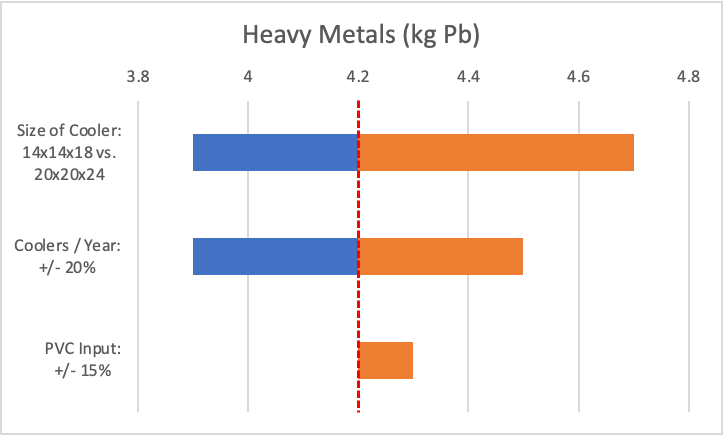 Heavy Metals (kg Pb)
3.8 4 4.2 4.4 4.6 4.8
Size of Cooler:
14x14x18 vs.
20x20x24
Coolers / Year:
+/- 20%
PVC Input:
+/- 15%